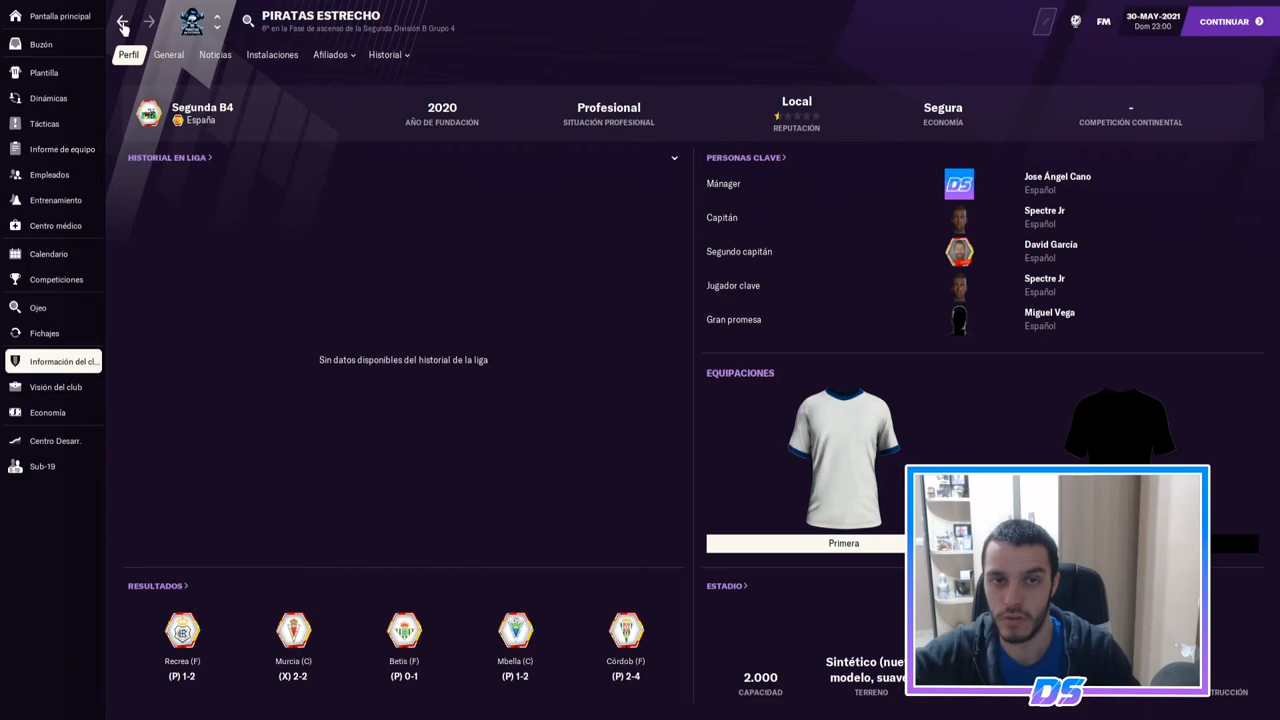 Pantalla principal
Buzón
Plantilla
Dinámicas
Tácticas
Informe de equipo
Empleados
Entrenamiento
Centro médico
Calendario
Competiciones
Ojeo
Fichajes
Información del cl...
Visión del club
Economía
Centro Desarr.
Sub-19
PIRATAS ESTRECHO
6º en la Fase de ascenso de la Segunda División B Grupo 4
FM
30-MAY-2021
Dom 23:00
CONTINUAR
Perfil
General
Noticias
Instalaciones
Afiliados
Historial
Segunda B4
España
2020
AÑO DE FUNDACIÓN
Profesional
SITUACIÓN PROFESIONAL
Local
REPUTACIÓN
Segura
ECONOMÍA
-
COMPETICIÓN CONTINENTAL
HISTORIAL EN LIGA
Sin datos disponibles del historial de la liga
PERSONAS CLAVE
Mánager
DS
Jose Ángel Cano
Español
Capitán
Spectre Jr
Español
Segundo capitán
David García
Español
Jugador clave
Spectre Jr
Español
Gran promesa
Miguel Vega
Español
EQUIPACIONES
Primera
RESULTADOS
Recrea (F)
(P) 1-2
Murcia (C)
(X) 2-2
Betis (F)
(P) 0-1
Mbella (C)
(P) 1-2
Córdob (F)
(P) 2-4
ESTADIO
2.000
CAPACIDAD
Sintético (nue
modelo, suave
TERRENO
RUCCIÓN
DS